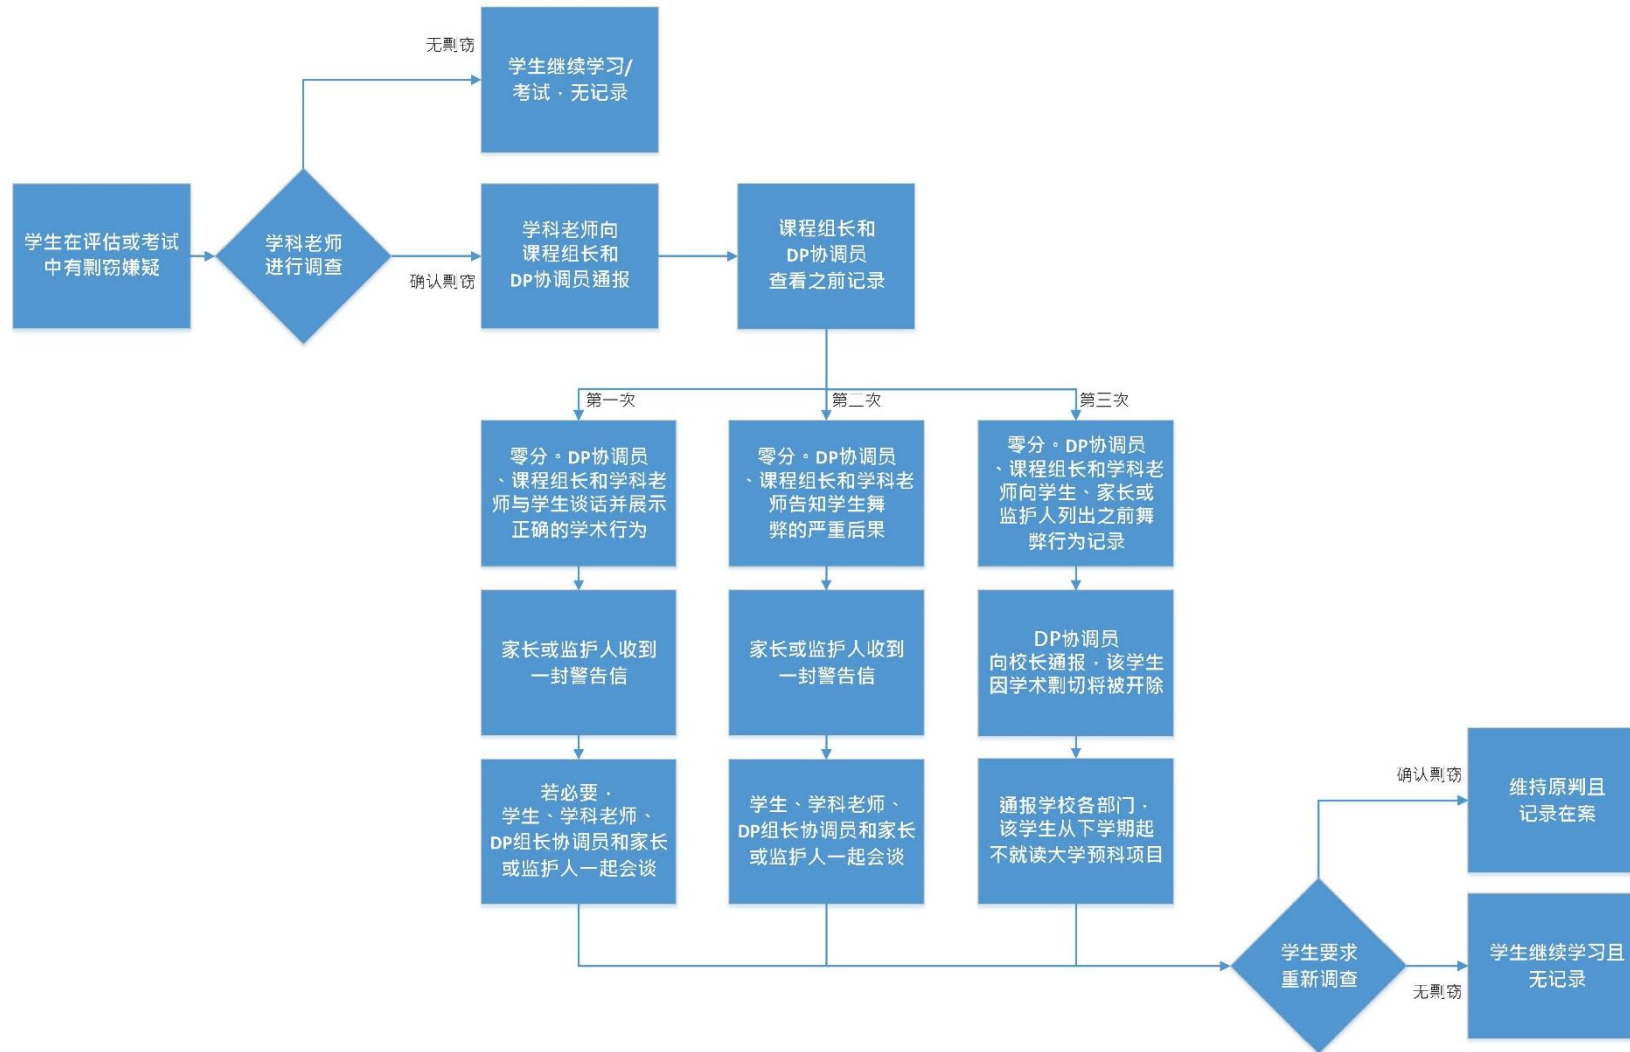 无剽窃
学生继续学习/
考试·无记录
学生在评估或考试
中有剽窃嫌疑
学科老师
进行调查
确认剽窃
学科老师向
课程组长和
DP协调员通报
课程组长和
DP协调员
查看之前记录
第一次
第二次
第三次
零分。DP协调员
、课程组长和学科老
师与学生谈话并展示
正确的学术行为
零分。DP协调员
、课程组长和学科老
师告知学生舞
弊的严重后果
零分。DP协调员
、课程组长和学科老
师向学生、家长或
监护人列出之前舞
弊行为记录
家长或监护人收到
一封警告信
家长或监护人收到
一封警告信
DP协调员
向校长通报·该学生
因学术剽切将被开除
若必要·
学生、学科老师、
DP组长协调员和家长
或监护人一起会谈
学生、学科老师、
DP组长协调员和家长
或监护人一起会谈
通报学校各部门·
该学生从下学期起
不就读大学预科项目
学生要求
重新调查
确认剽窃
维持原判且
记录在案
无剽窃
学生继续学习且
无记录